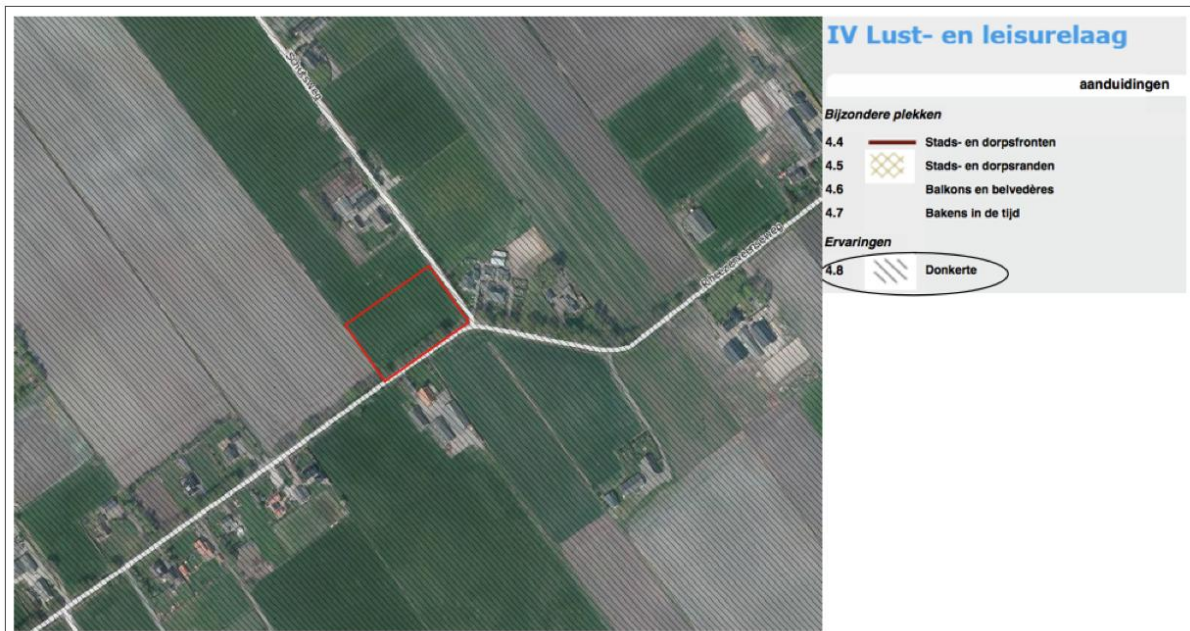 Schutsweg
IV Lust- en leisurelaag
aanduidingen
Bijzondere plekken
4.4 Stads- en dorpsfronten
4.5 Stads- en dorpsranden
4.6 Balkons en belvedères
4.7 Bakens in de tijd
Ervaringen
4.8 Donkerte